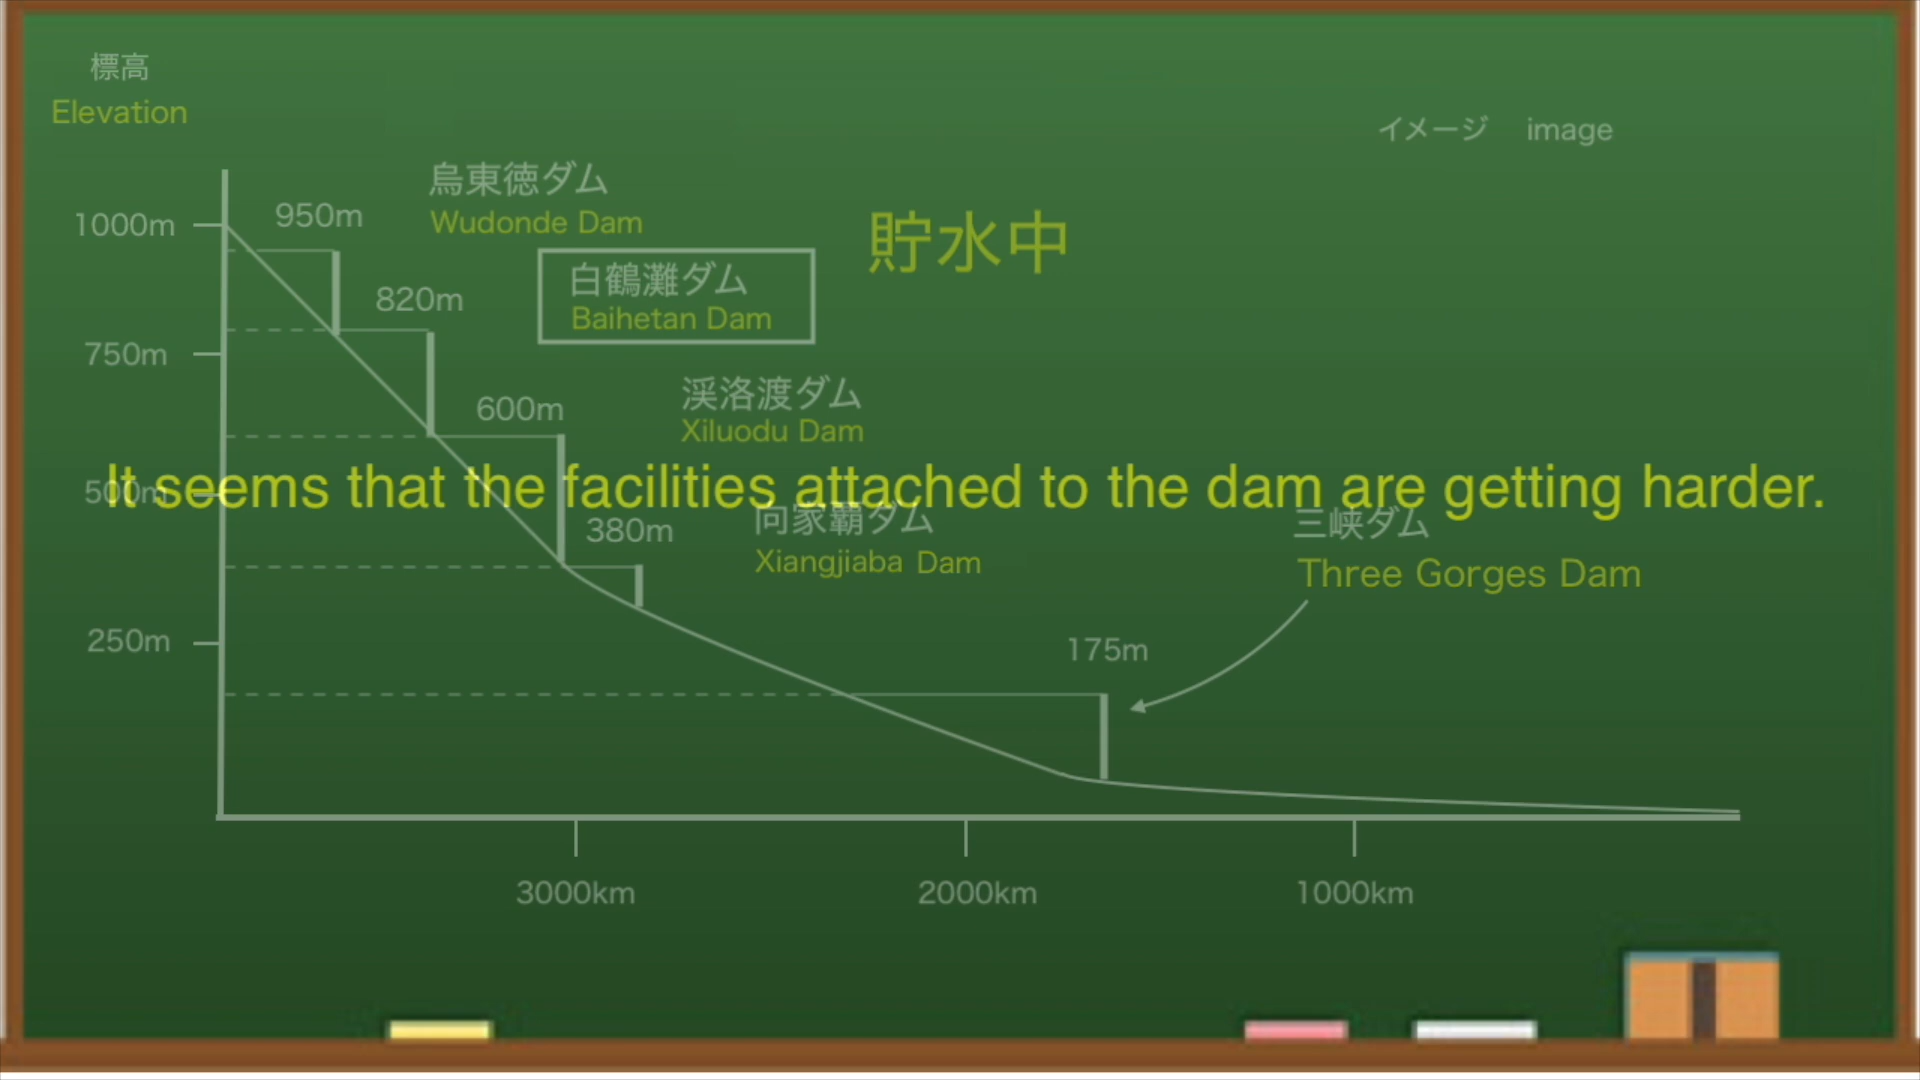 標高
Elevation
イメージ image
烏東徳ダム
950m
Wudonde Dam
1000m
貯水中
白鶴灘ダム
820m
Baihetan Dam
750m
渓洛渡ダム
600m
Xiluodu Dam
It seems that the facilities attached to the dam are getting harder.
500m
向家覇ダム
380m
三峡ダム
Xiangjiaba Dam
Three Gorges Dam
250m
175m
3000km
2000km
1000km